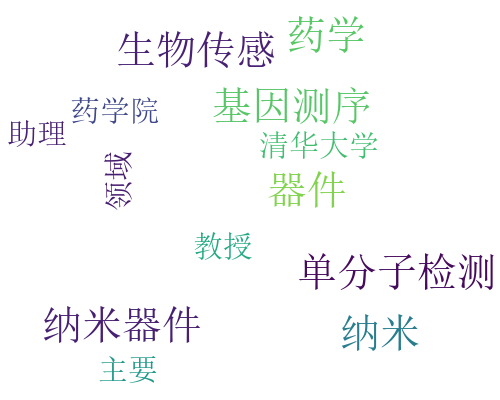 药学
生物传感
基因测序
药学院
助理
清华大学
领域
器件
教授
单分子检测
纳米器件
纳米
主要